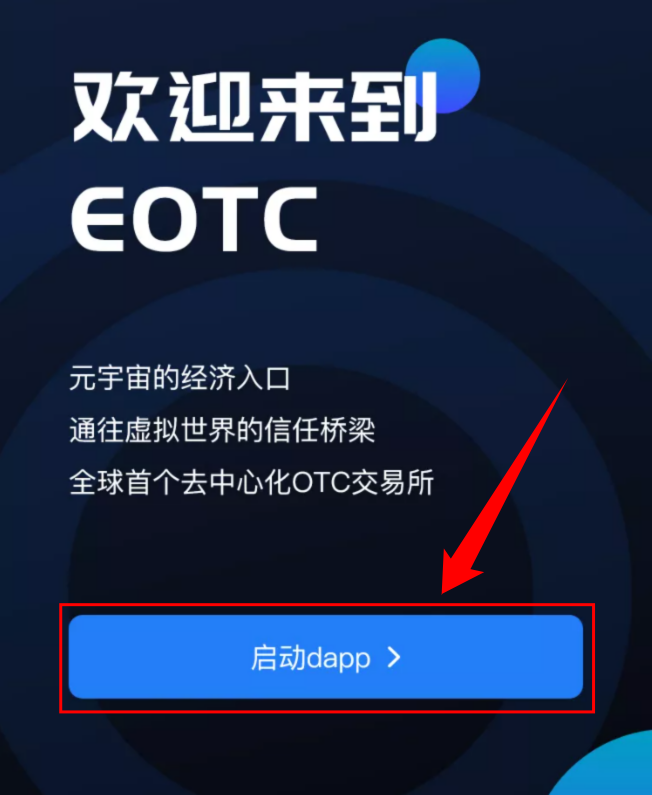 欢迎来到
EOTC
元宇宙的经济入口
通往虚拟世界的信任桥梁
全球首个去中心化OTC交易所
启动dapp